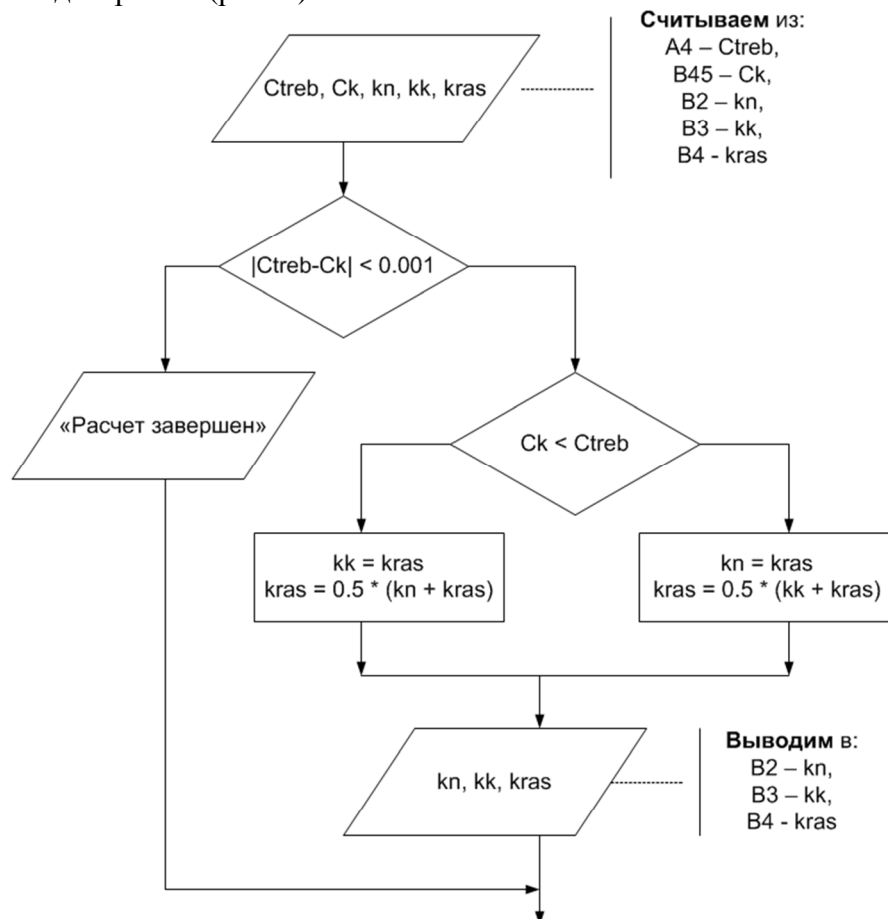 Считываем из:
A4 – Ctreb,
B45 – Ck,
B2 – kn,
B3 – kk,
B4 - kras
Ctreb, Ck, kn, kk, kras
|Ctreb-Ck| < 0.001
«Расчет завершен»
Ck < Ctreb
kk = kras
kras = 0.5 * (kn + kras)
kn = kras
kras = 0.5 * (kk + kras)
kn, kk, kras
Выводим в:
B2 – kn,
B3 – kk,
B4 - kras